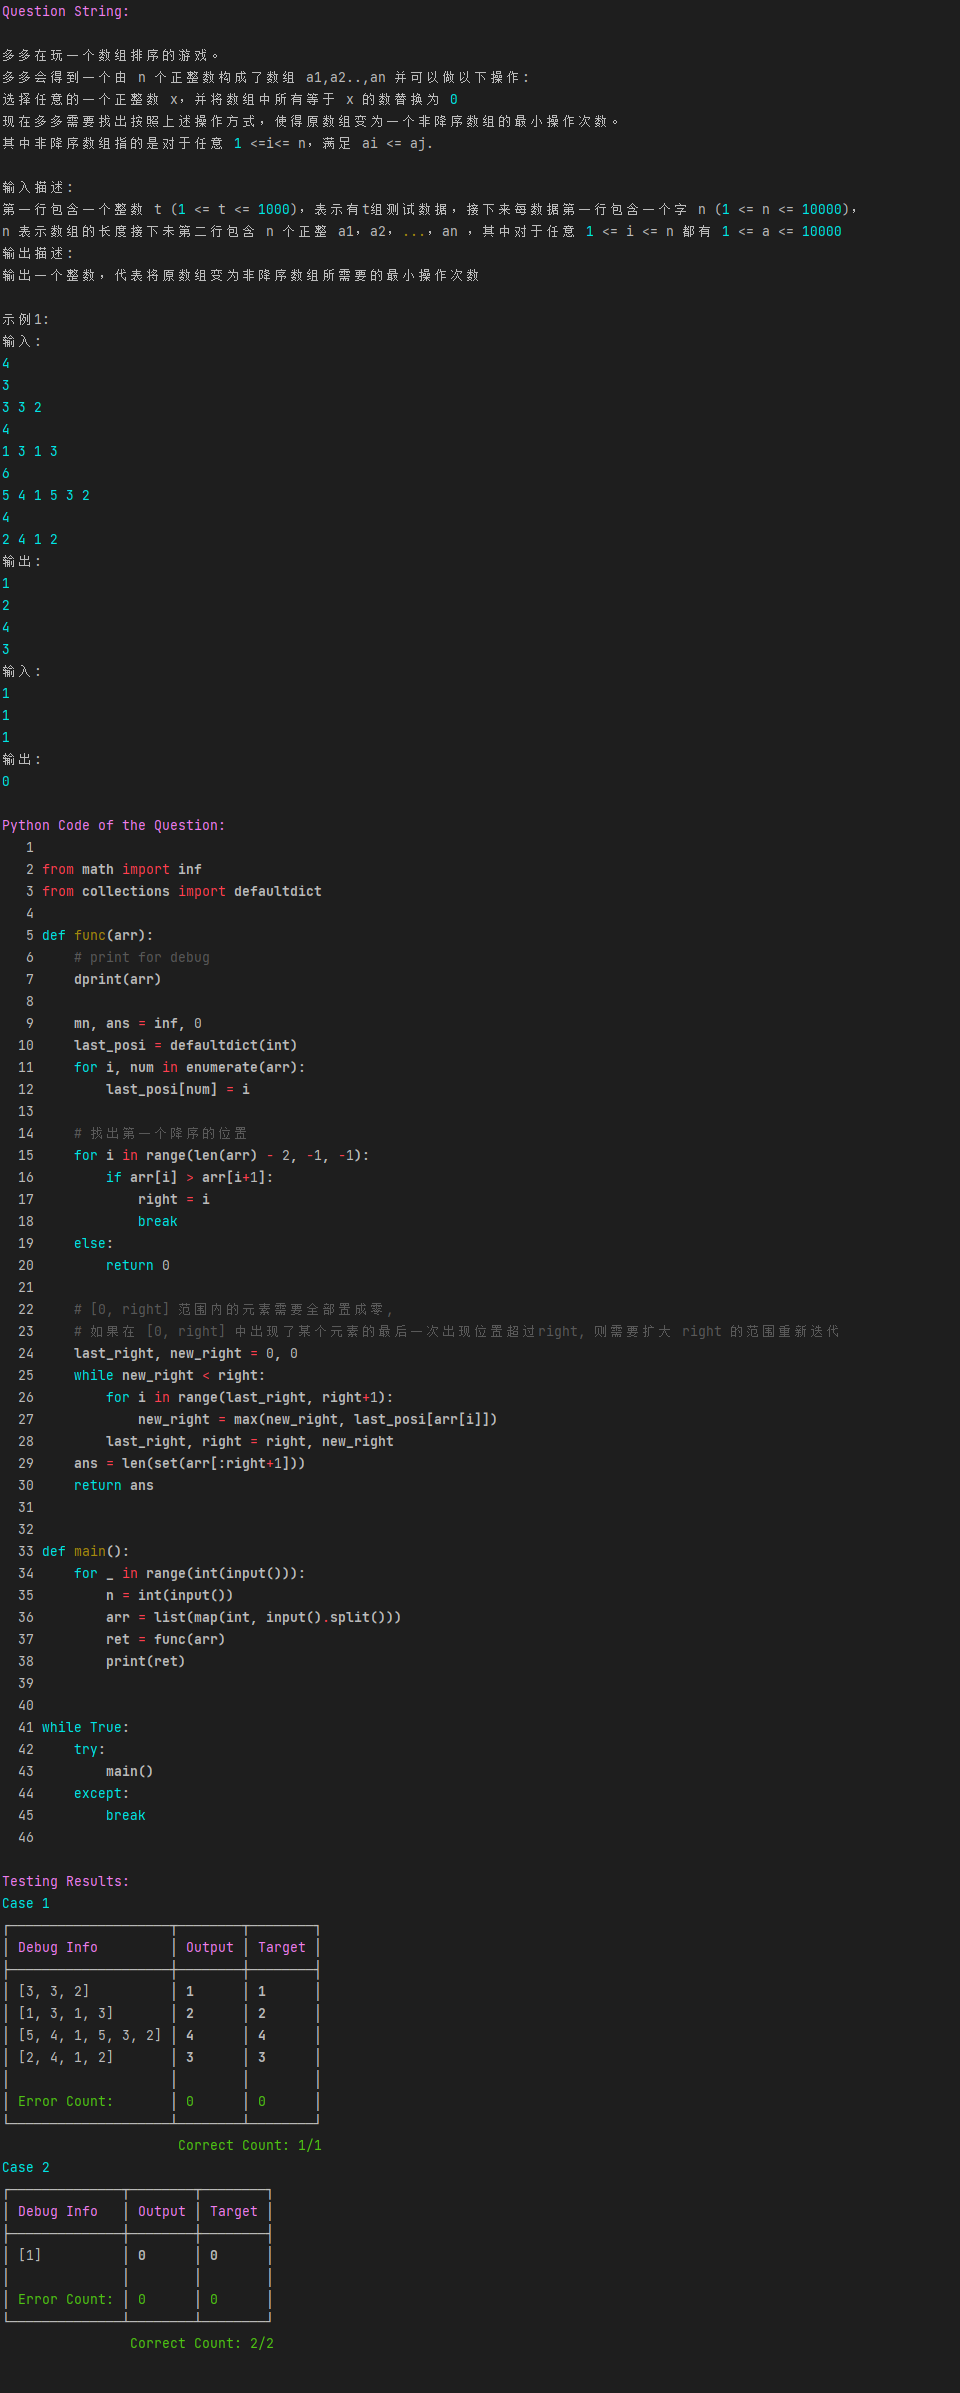 Question String:
多多在玩一个数组排序的游戏。
多多会得到一个由 n 个正整数构成了数组 a1,a2..,an 并可以做以下操作:
选择任意的一个正整数 x，并将数组中所有等于 x 的数替换为 0
现在多多需要找出按照上述操作方式，使得原数组变为一个非降序数组的最小操作次数。
其中非降序数组指的是对于任意 1 <=i<= n，满足 ai <= aj.
输入描述:
第一行包含一个整数 t (1 <= t <= 1000)，表示有t组测试数据，接下来每数据第一行包含一个字 n (1 <= n <= 10000)，
n 表示数组的长度接下未第二行包含 n 个正整 a1，a2，...，an ，其中对于任意 1 <= i <= n 都有 1 <= a <= 10000
输出描述:
输出一个整数，代表将原数组变为非降序数组所需要的最小操作次数
示例1:
输入:
4
3
3 3 2
4
1 3 1 3
6
5 4 1 5 3 2
4
2 4 1 2
输出:
1
2
4
3
输入:
1
1
1
输出:
0
Python Code of the Question:
1
2 from math import inf
3 from collections import defaultdict
4
5 def func(arr):
6     # print for debug
7     dprint(arr)
8
9     mn, ans = inf, 0
10     last_posi = defaultdict(int)
11     for i, num in enumerate(arr):
12         last_posi[num] = i
13
14     # 找出第一个降序的位置
15     for i in range(len(arr) - 2, -1, -1):
16         if arr[i] > arr[i+1]:
17             right = i
18             break
19     else:
20         return 0
21
22     # [0, right] 范围内的元素需要全部置成零,
23     # 如果在 [0, right] 中出现了某个元素的最后一次出现位置超过right, 则需要扩大 right 的范围重新迭代
24     last_right, new_right = 0, 0
25     while new_right < right:
26         for i in range(last_right, right+1):
27             new_right = max(new_right, last_posi[arr[i]])
28         last_right, right = right, new_right
29     ans = len(set(arr[:right+1]))
30     return ans
31
32
33 def main():
34     for _ in range(int(input())):
35         n = int(input())
36         arr = list(map(int, input().split()))
37         ret = func(arr)
38         print(ret)
39
40
41 while True:
42     try:
43         main()
44     except:
45         break
46
Testing Results:
Case 1
Debug Info Output Target
[3, 3, 2] 1 1
[1, 3, 1, 3] 2 2
[5, 4, 1, 5, 3, 2] 4 4
[2, 4, 1, 2] 3 3
Error Count: 0 0
Correct Count: 1/1
Case 2
Debug Info Output Target
[1] 0 0
Error Count: 0 0
Correct Count: 2/2